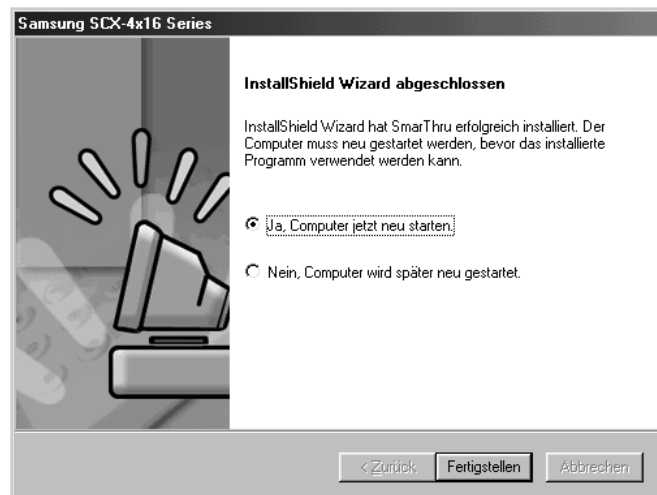 Samsung SCX-4x16 Series
InstallShield Wizard abgeschlossen
InstallShield Wizard hat SmarThru erfolgreich installiert. Der
Computer muss neu gestartet werden, bevor das installierte
Programm verwendet werden kann.
Ja, Computer jetzt neu starten.
Nein, Computer wird später neu gestartet.
< Zurück
Fertigstellen
Abbrechen